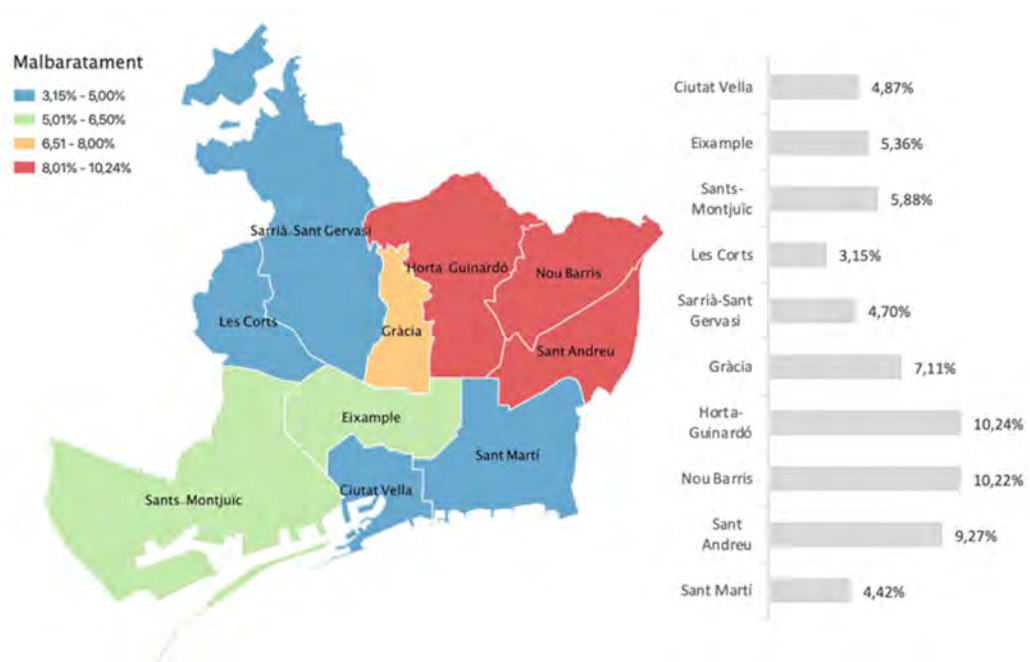 Malbaratament
3,15% - 5,00%
5,01% - 6,50%
6,51 - 8,00%
8,01% - 10,24%
Sarrià Sant Gervasi
Horta Guinardó
Nou Barris
Les Corts
Gràcia
Sant Andreu
Eixample
Sant Martí
Ciutat Vella
Sants Montjuïc
Ciutat Vella
4,87%
Eixample
5,36%
Sants-
Montjuïc
5,88%
Les Corts
3,15%
Sarrià-Sant
Gervasi
4,70%
Gràcia
7,11%
Horta-
Guinardó
10,24%
Nou Barris
10,22%
Sant
Andreu
9,27%
Sant Martí
4,42%